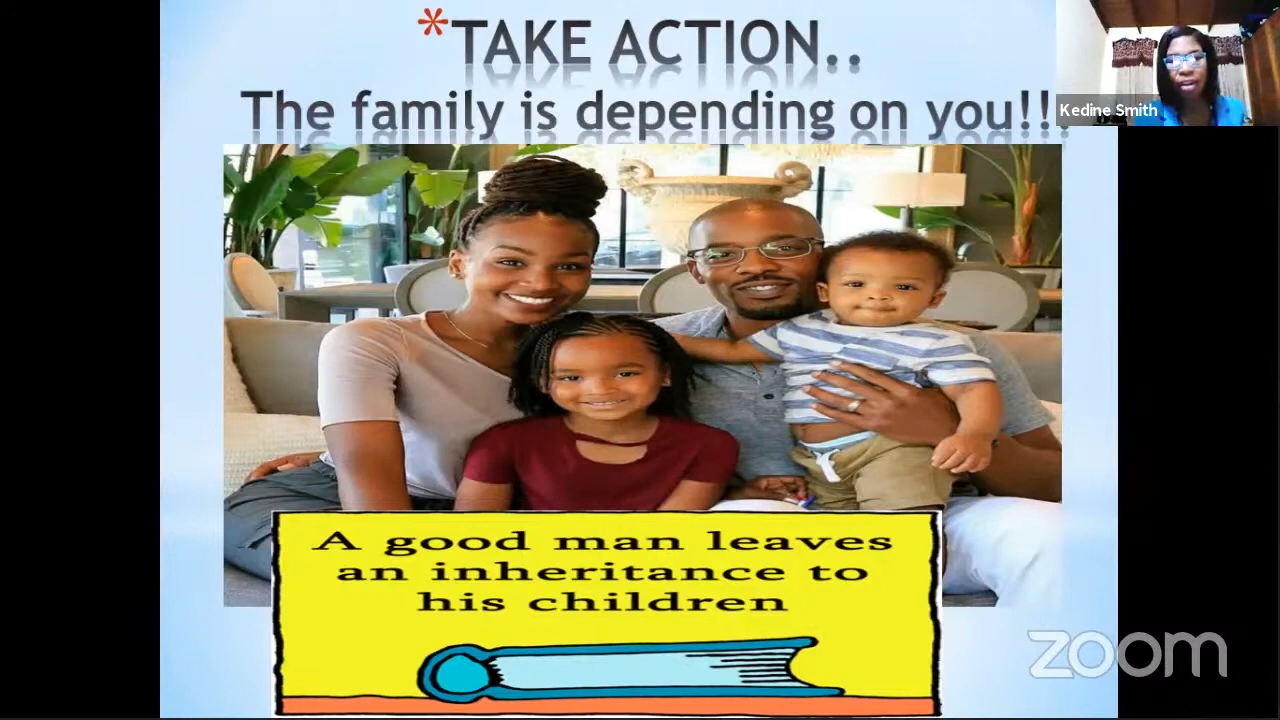 *TAKE ACTION..
The family is depending on you!!!
Kedine Smith
A good man leaves
an inheritance to
his children
zoom